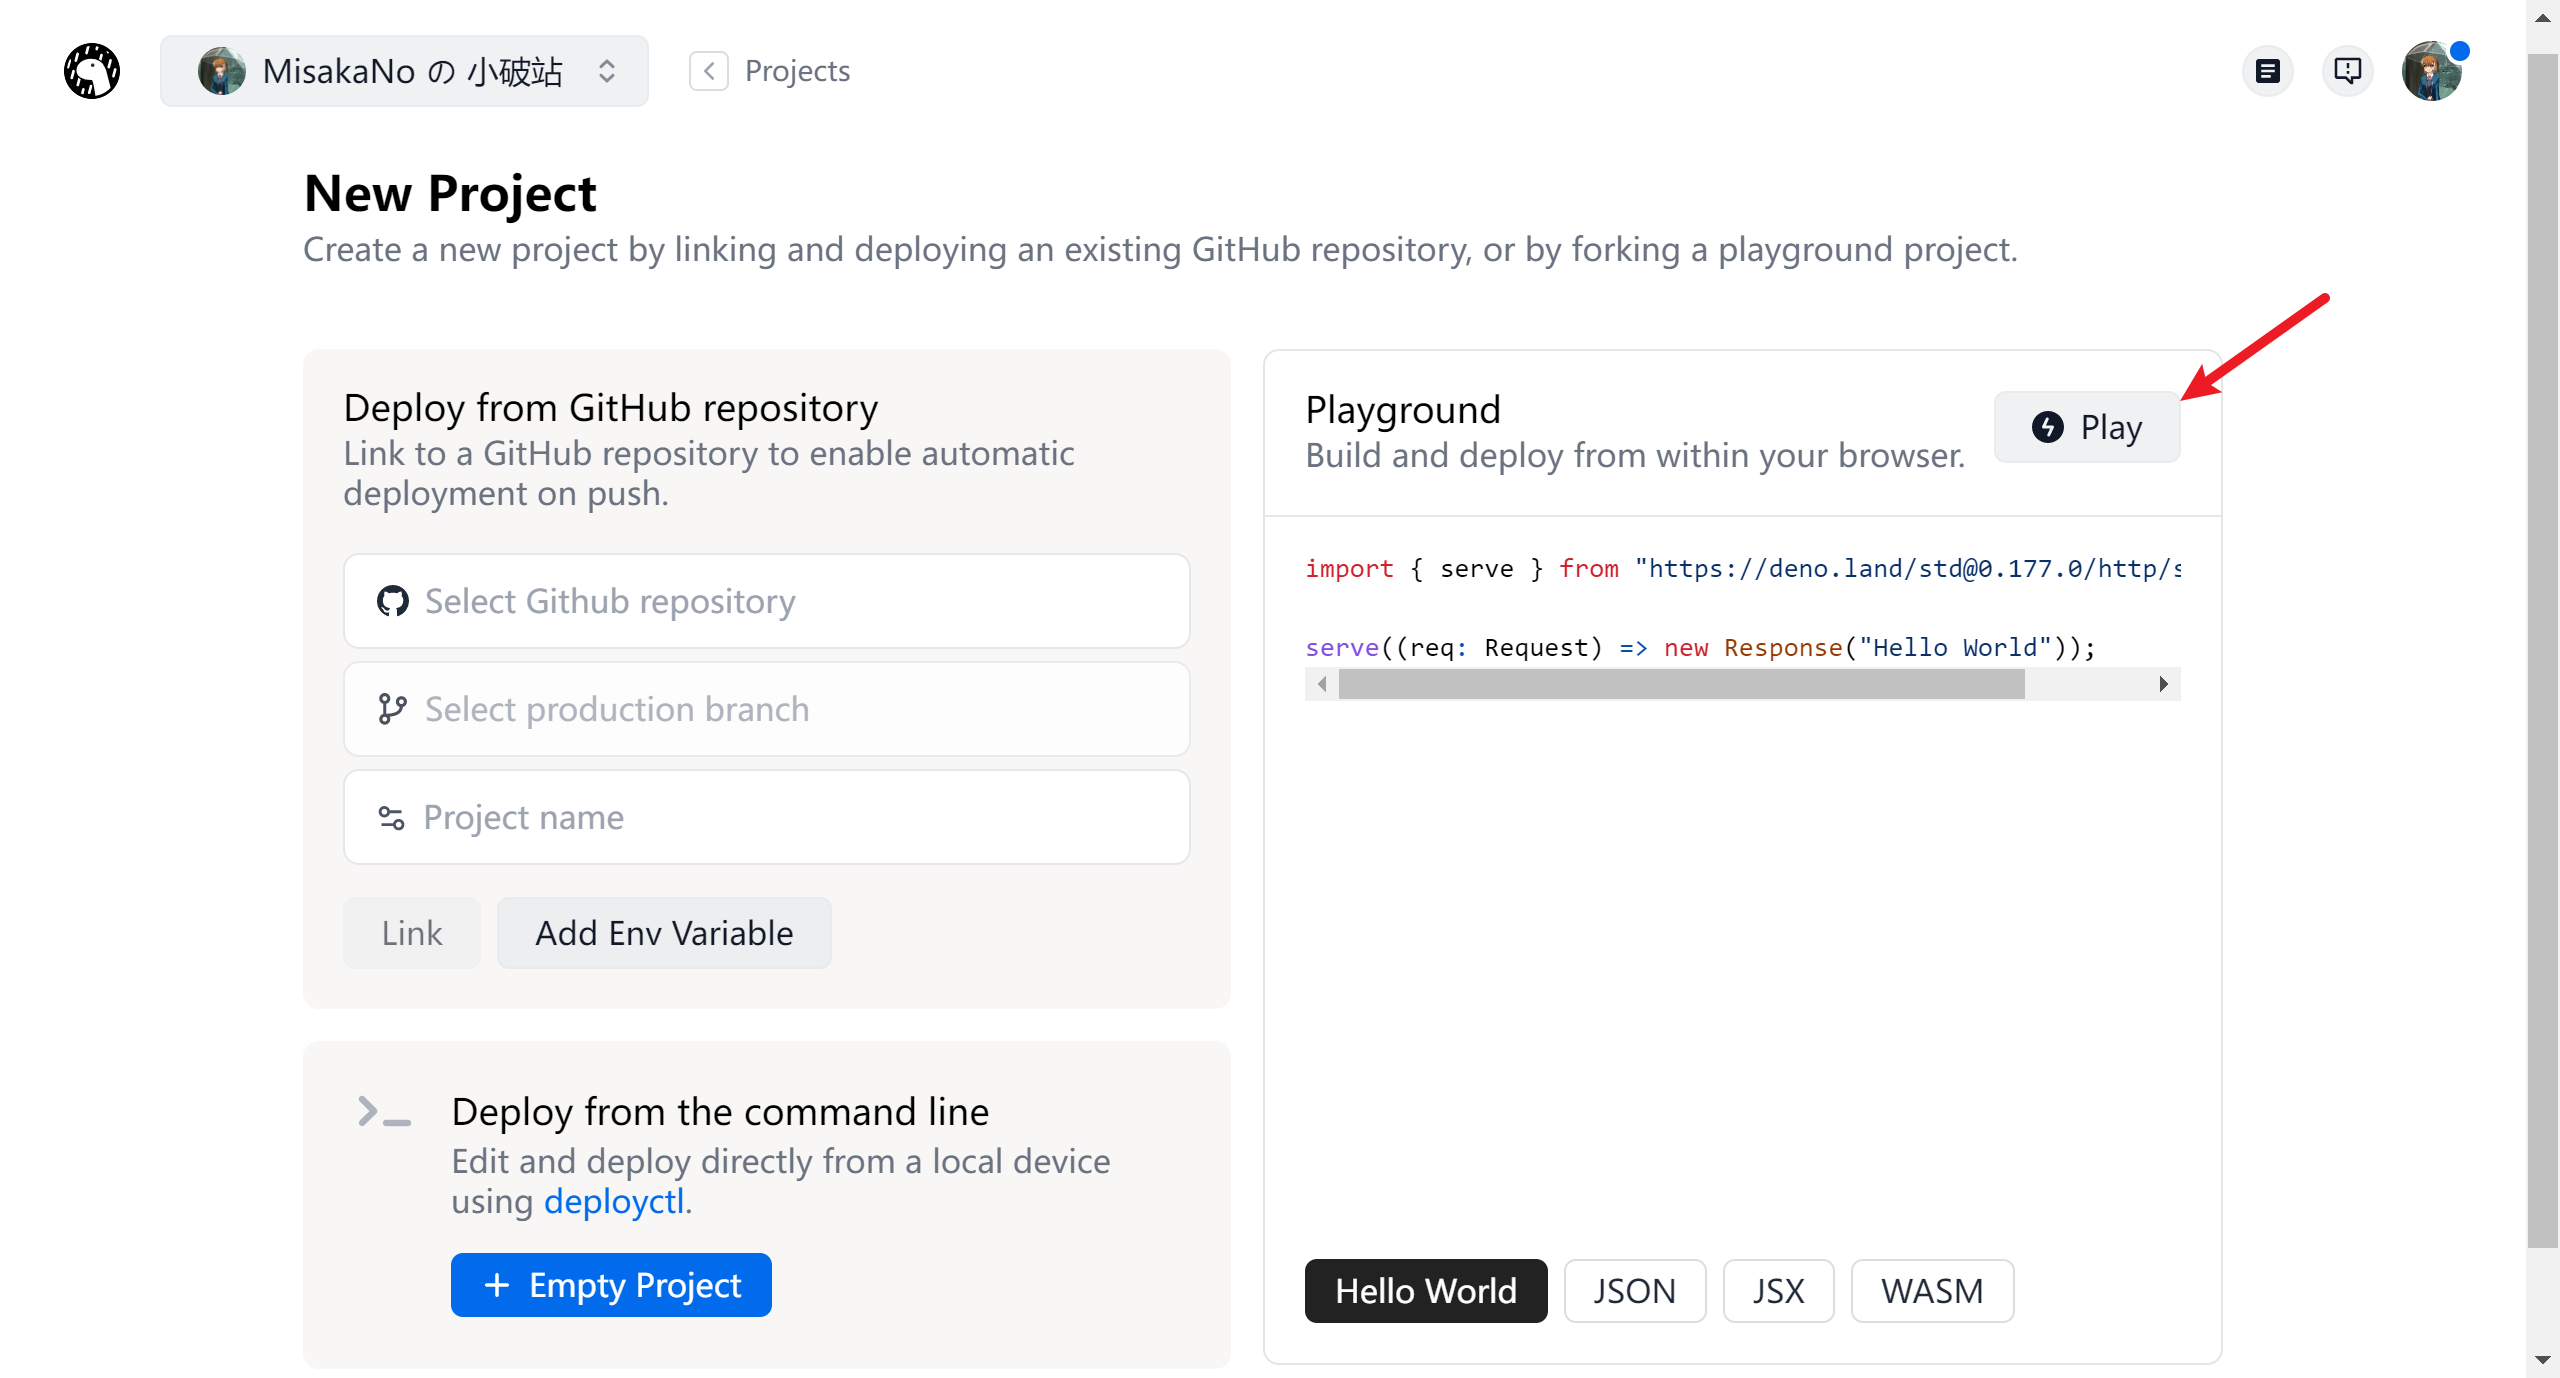 MisakaNo の 小破站
Projects
New Project
Create a new project by linking and deploying an existing GitHub repository, or by forking a playground project.
Deploy from GitHub repository
Link to a GitHub repository to enable automatic
deployment on push.
Select Github repository
Select production branch
Project name
Link
Add Env Variable
Deploy from the command line
Edit and deploy directly from a local device
using deployctl.
Empty Project
Playground
Build and deploy from within your browser.
Play
import { serve } from "https://deno.land/std@0.177.0/http/s
serve((req: Request) => new Response("Hello World"));
Hello World
JSON
JSX
WASM